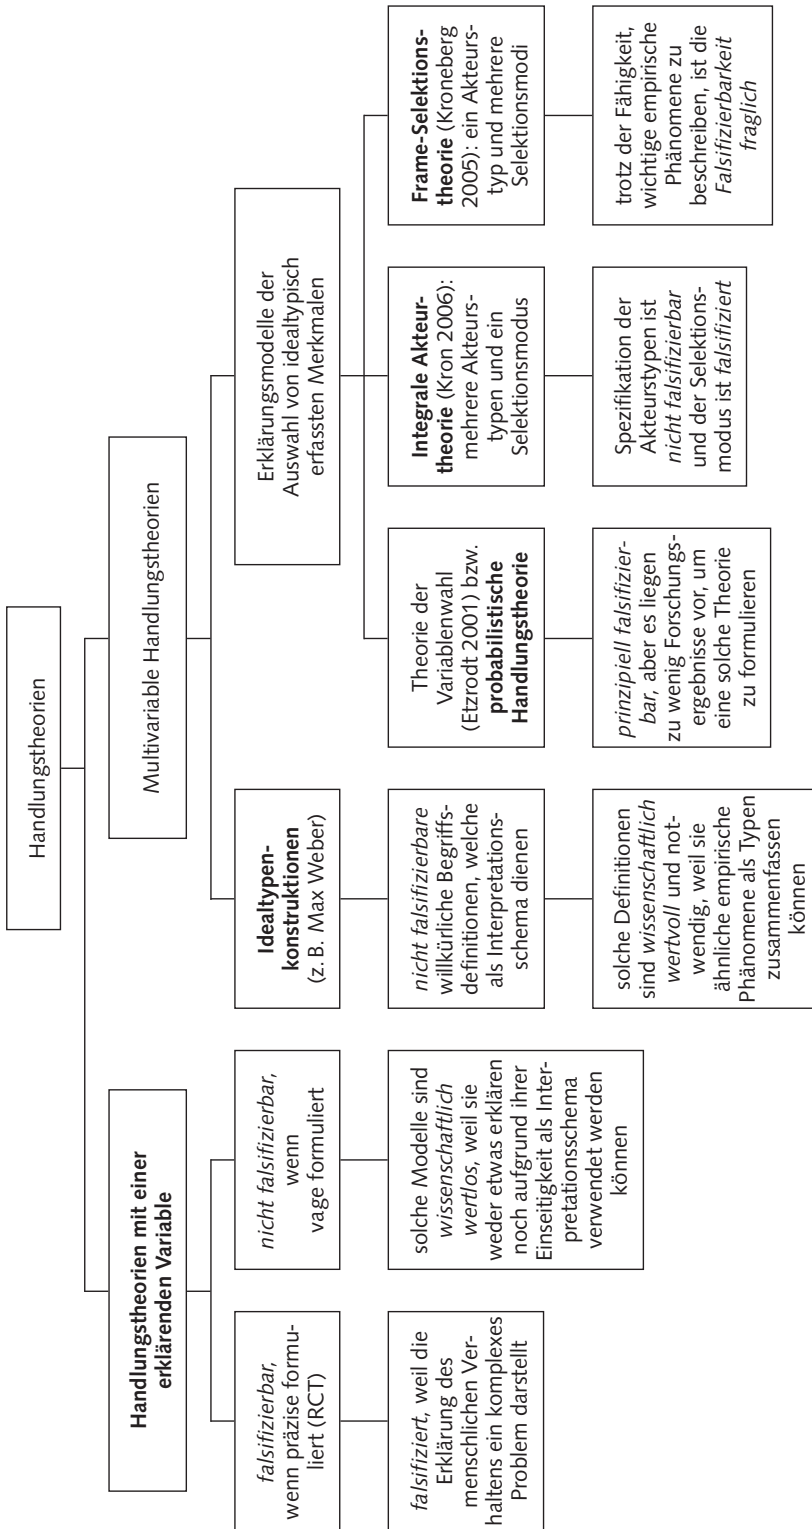 Handlungstheorien
Handlungstheorien mit einer
erklärenden Variable
Multivariable Handlungstheorien
falsifizierbar,
wenn präzise formu-
liert (RCT)
nicht falsifizierbar,
wenn
vage formuliert
Idealtypen-
konstruktionen
(z. B. Max Weber)
Erklärungsmodelle der
Auswahl von idealtypisch
erfassten Merkmalen
falsifiziert, weil die
Erklärung des
menschlichen Ver-
haltens ein komplexes
Problem darstellt
solche Modelle sind
wissenschaftlich
wertlos, weil sie
weder etwas erklären
noch aufgrund ihrer
Einseitigkeit als Inter-
pretationsschema
verwendet werden
können
nicht falsifizierbare
willkürliche Begriffs-
definitionen, welche
als Interpretations-
schema dienen
Theorie der
Variablenwahl
(Etzrodt 2001) bzw.
probabilistische
Handlungstheorie
Integrale Akteur-
theorie (Kron 2006):
mehrere Akteurs-
typen und ein
Selektionsmodus
Frame-Selektions-
theorie (Kroneberg
2005): ein Akteurs-
typ und mehrere
Selektionsmodi
solche Definitionen
sind wissenschaftlich
wertvoll und not-
wendig, weil sie
ähnliche empirische
Phänomene als Typen
zusammenfassen
können
prinzipiell falsifizier-
bar, aber es liegen
zu wenig Forschungs-
ergebnisse vor, um
eine solche Theorie
zu formulieren
Spezifikation der
Akteurstypen ist
nicht falsifizierbar
und der Selektions-
modus ist falsifiziert
trotz der Fähigkeit,
wichtige empirische
Phänomene zu
beschreiben, ist die
Falsifizierbarkeit
fraglich